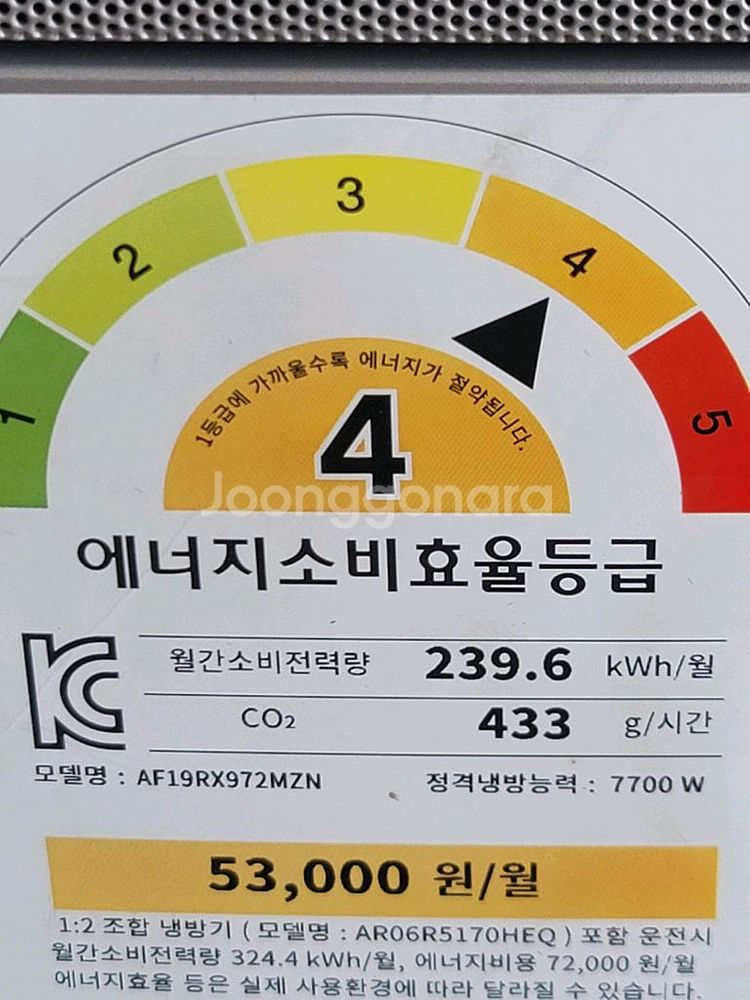 3
2
4
1
5
1등급에 가까울수록 에너지가 절약됩니다.
4
Joonggonara
에너지소비효율등급
월간소비전력량 239.6 kWh/월
CO₂ 433 g/시간
모델명 : AF19RX972MZN 정격냉방능력 : 7700 W
53,000 원/월
1:2 조합 냉방기 ( 모델명 : AR06R5170HEQ ) 포함 운전시
월간소비전력량 324.4 kWh/월, 에너지비용 72,000 원/월
에너지효율 등은 실제 사용환경에 따라 달라질 수 있습니다.